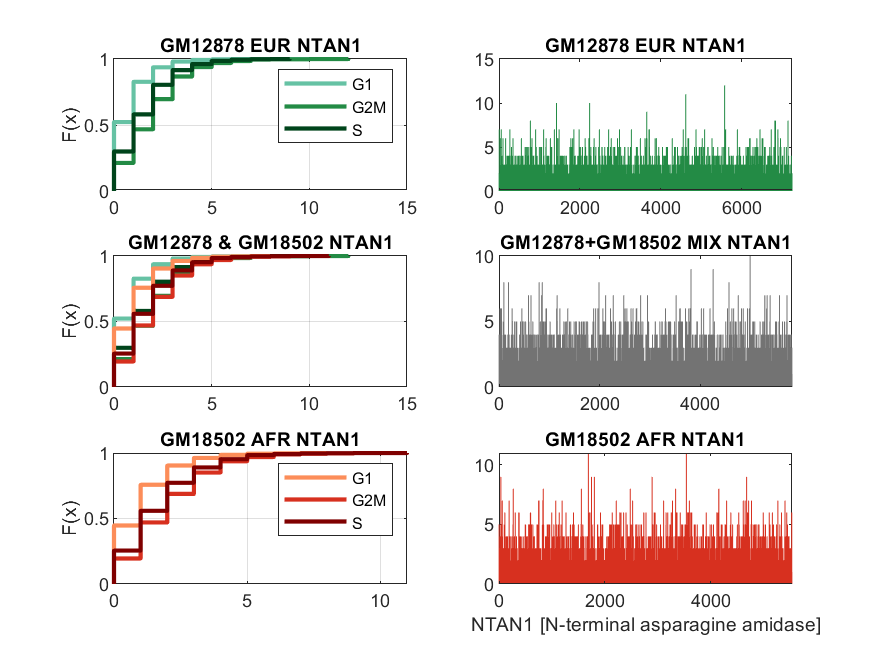 GM12878 EUR NTAN1
F(x)
1
0.5
0
0 5 10 15
G1
G2M
S
GM12878 EUR NTAN1
15
10
5
0
0 2000 4000 6000
GM12878 & GM18502 NTAN1
F(x)
1
0.5
0
0 5 10 15
GM12878+GM18502 MIX NTAN1
10
5
0
0 2000 4000
GM18502 AFR NTAN1
F(x)
1
0.5
0
0 5 10
G1
G2M
S
GM18502 AFR NTAN1
10
5
0
0 2000 4000
NTAN1 [N-terminal asparagine amidase]